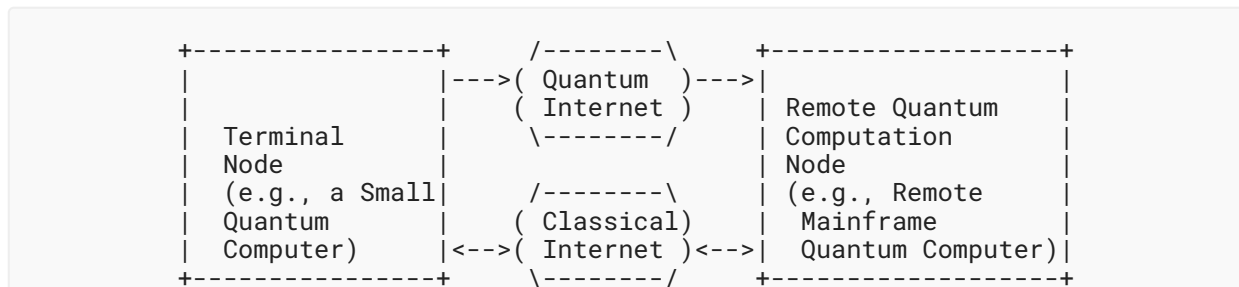 +----------------+     /--------\     +-------------------+
|                |--->( Quantum  )--->|                   |
|                |    ( Internet )    | Remote Quantum    |
|  Terminal      |     \--------/     | Computation       |
|  Node          |                    | Node              |
|  (e.g., a Small|     /--------\     | (e.g., Remote     |
|  Quantum       |    ( Classical)    |  Mainframe        |
|  Computer)     |<-->( Internet )<-->|  Quantum Computer)|
+----------------+     \--------/     +-------------------+